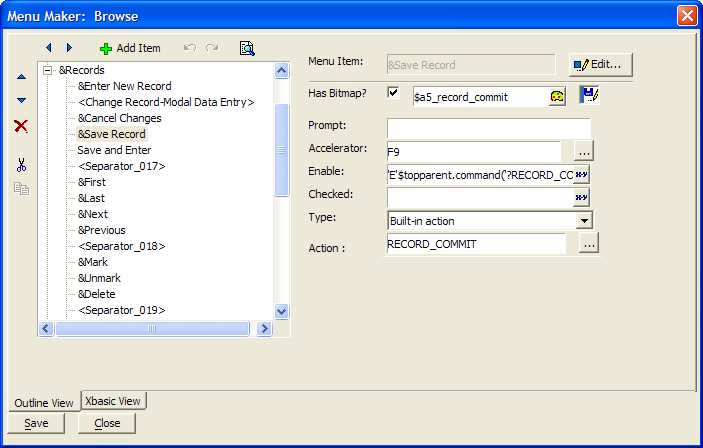 Menu Maker: Browse
Add Item
&Records
&Enter New Record
<Change Record-Modal Data Entry>
&Cancel Changes
&Save Record
Save and Enter
<Separator_017>
&First
&Last
&Next
&Previous
<Separator_018>
&Mark
&Unmark
&Delete
<Separator_019>
Menu Item: &Save Record Edit...
Has Bitmap? $a5_record_commit
Prompt:
Accelerator: F9 ...
Enable: 'E'$topparent.command('?RECORD_CO
Checked:
Type: Built-in action
Action : RECORD_COMMIT ...
Outline View Xbasic View
Save Close